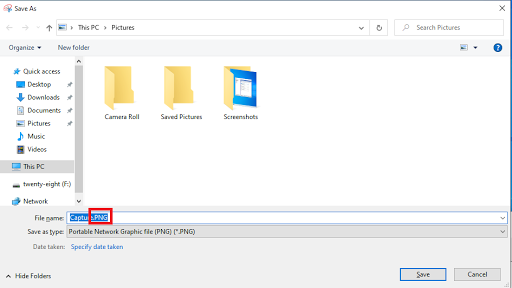 Save As
This PC > Pictures
Search Pictures
Organize
New folder
Quick access
Desktop
Downloads
Documents
Pictures
Music
Videos
This PC
twenty-eight (F:)
Network
Camera Roll
Saved Pictures
Screenshots
File name: Capture.PNG
Save as type: Portable Network Graphic file (PNG) (*.PNG)
Date taken: Specify date taken
Hide Folders
Save
Cancel